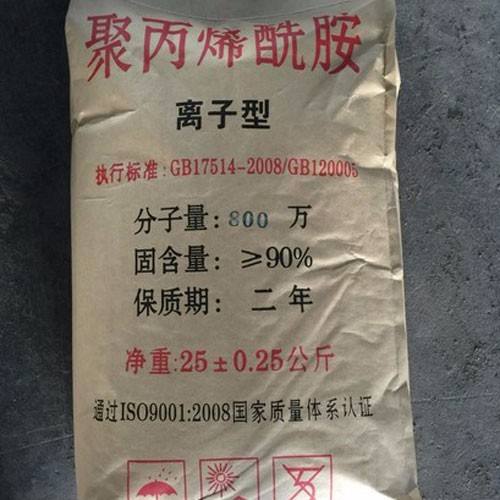 聚丙烯酰胺
离子型
执行标准:GB17514-2008/GB120005
分子量:800 万
固含量:≥90%
保质期:二年
净重:25±0.25公斤
通过ISO9001:2008国家质量体系认证